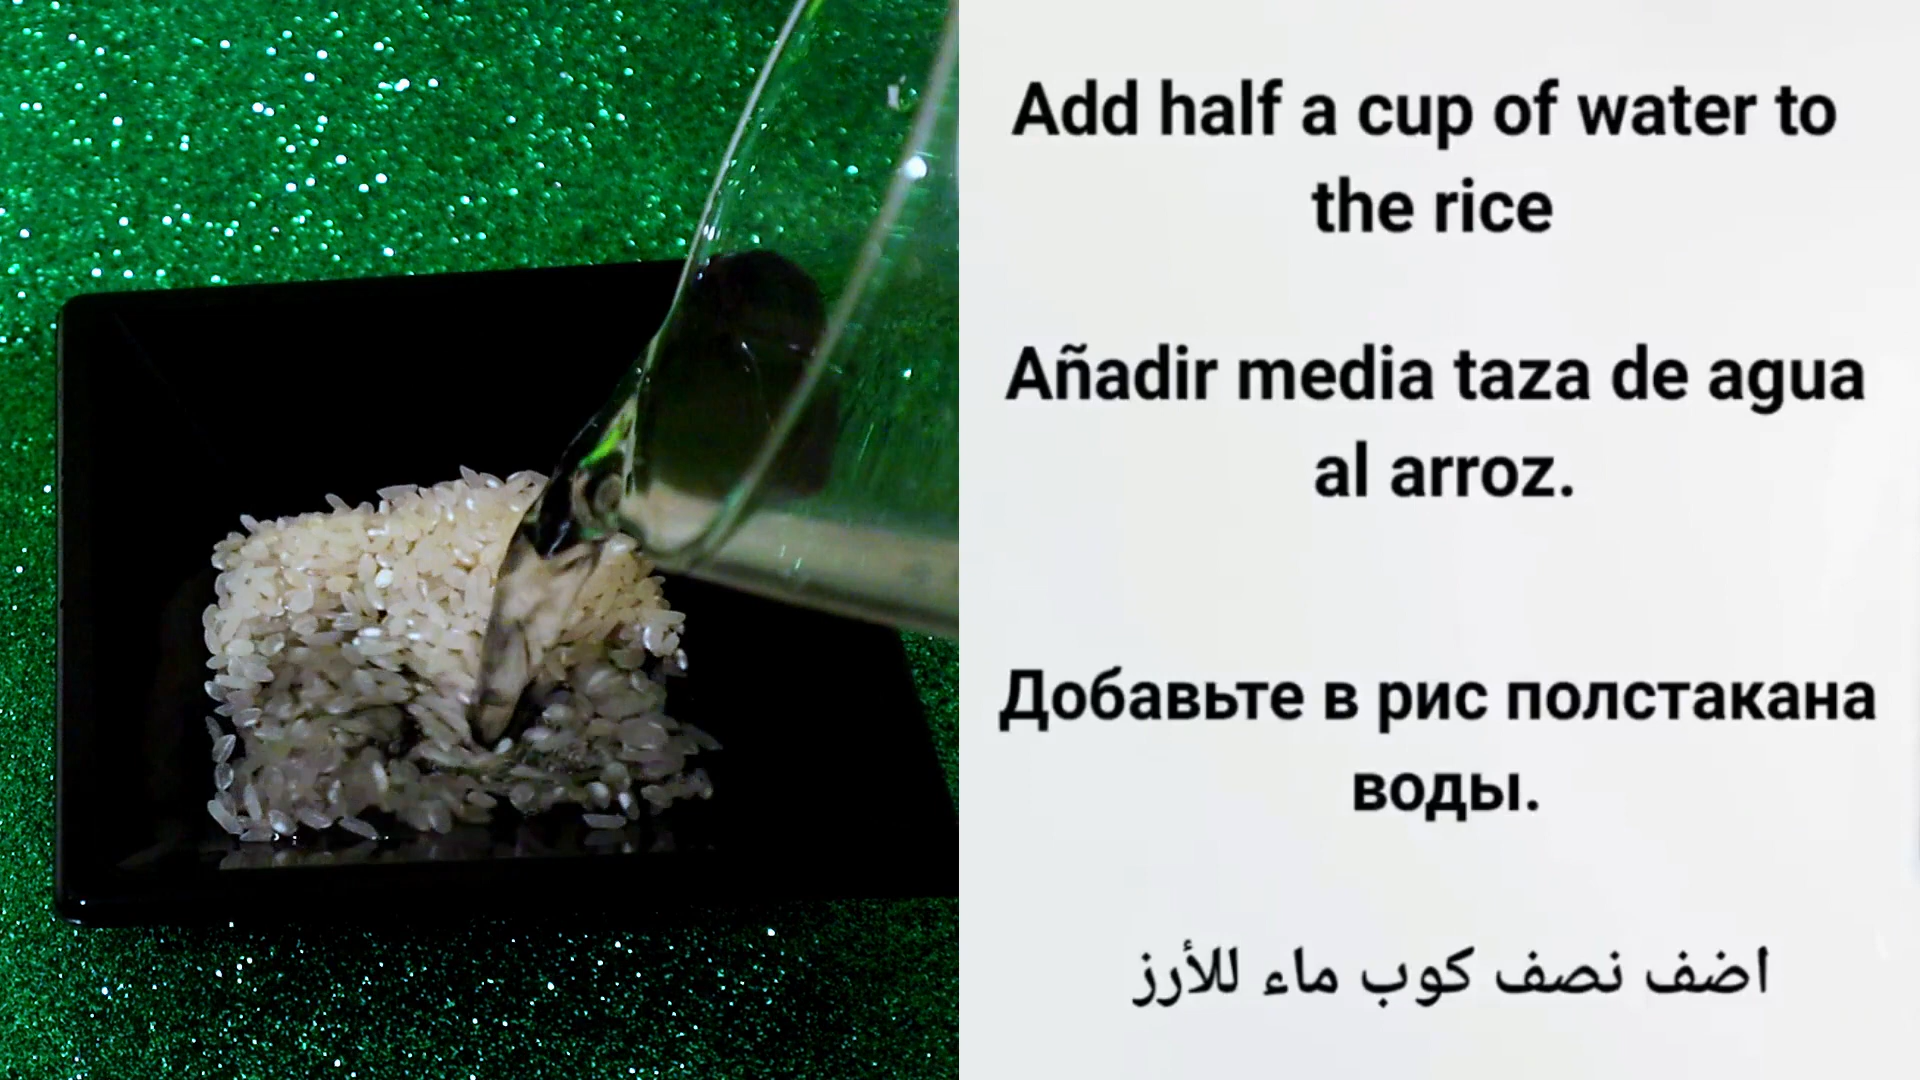 Add half a cup of water to
the rice
Añadir media taza de agua
al arroz.
Добавьте в рис полстакана
воды.
اضف نصف كوب ماء للأرز